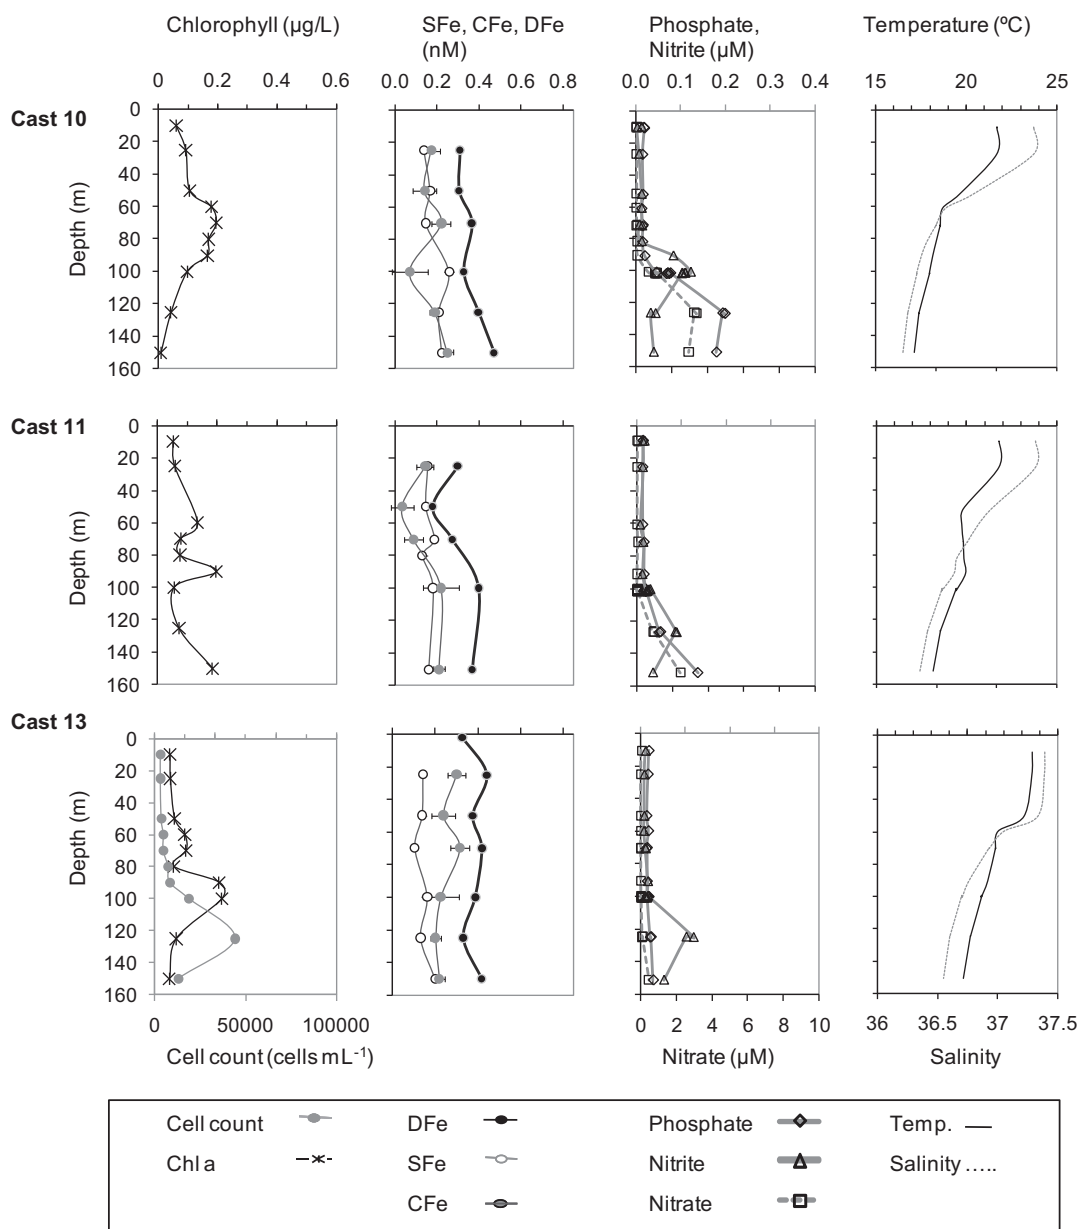 Chlorophyll (µg/L) SFe, CFe, DFe Phosphate, Temperature (ºC)
(nM) Nitrite (µM)
0 0.2 0.4 0.6 0.0 0.2 0.4 0.6 0.8 0.0 0.1 0.2 0.3 0.4 15 20 25
Cast 10
Depth (m)
0
20
40
60
80
100
120
140
160
Cast 11
Depth (m)
0
20
40
60
80
100
120
140
160
Cast 13
Depth (m)
0
20
40
60
80
100
120
140
160
0 50000 100000 0 2 4 6 8 10 36 36.5 37 37.5
Cell count (cells mL⁻¹) Nitrate (µM) Salinity
Cell count DFe Phosphate Temp.
Chl a SFe Nitrite Salinity .....
CFe Nitrate